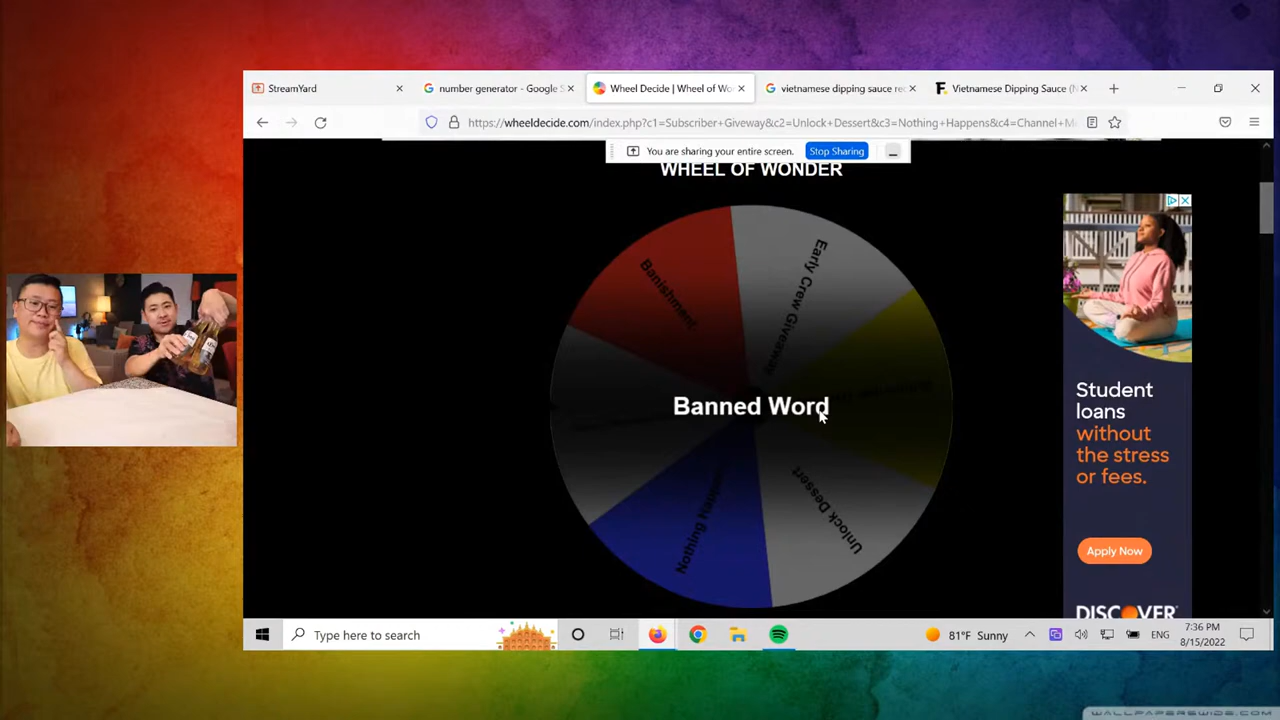 StreamYard
number generator - Google S
Wheel Decide | Wheel of Wo
vietnamese dipping sauce re
Vietnamese Dipping Sauce (
https://wheeldecide.com/index.php?c1=Subscriber+Giveway&c2=Unlock+Dessert&c3=Nothing+Happens&c4=Channel+M
You are sharing your entire screen.
Stop Sharing
WHEEL OF WONDER
Banishment
Early Crew Giveaway
Banned Word
Unlock Dessert
Nothing Happens
Student
loans
without
the stress
or fees.
Apply Now
DISCOVER
Type here to search
81°F Sunny
ENG
7:36 PM
8/15/2022
WALLPAPERSWIDE.COM